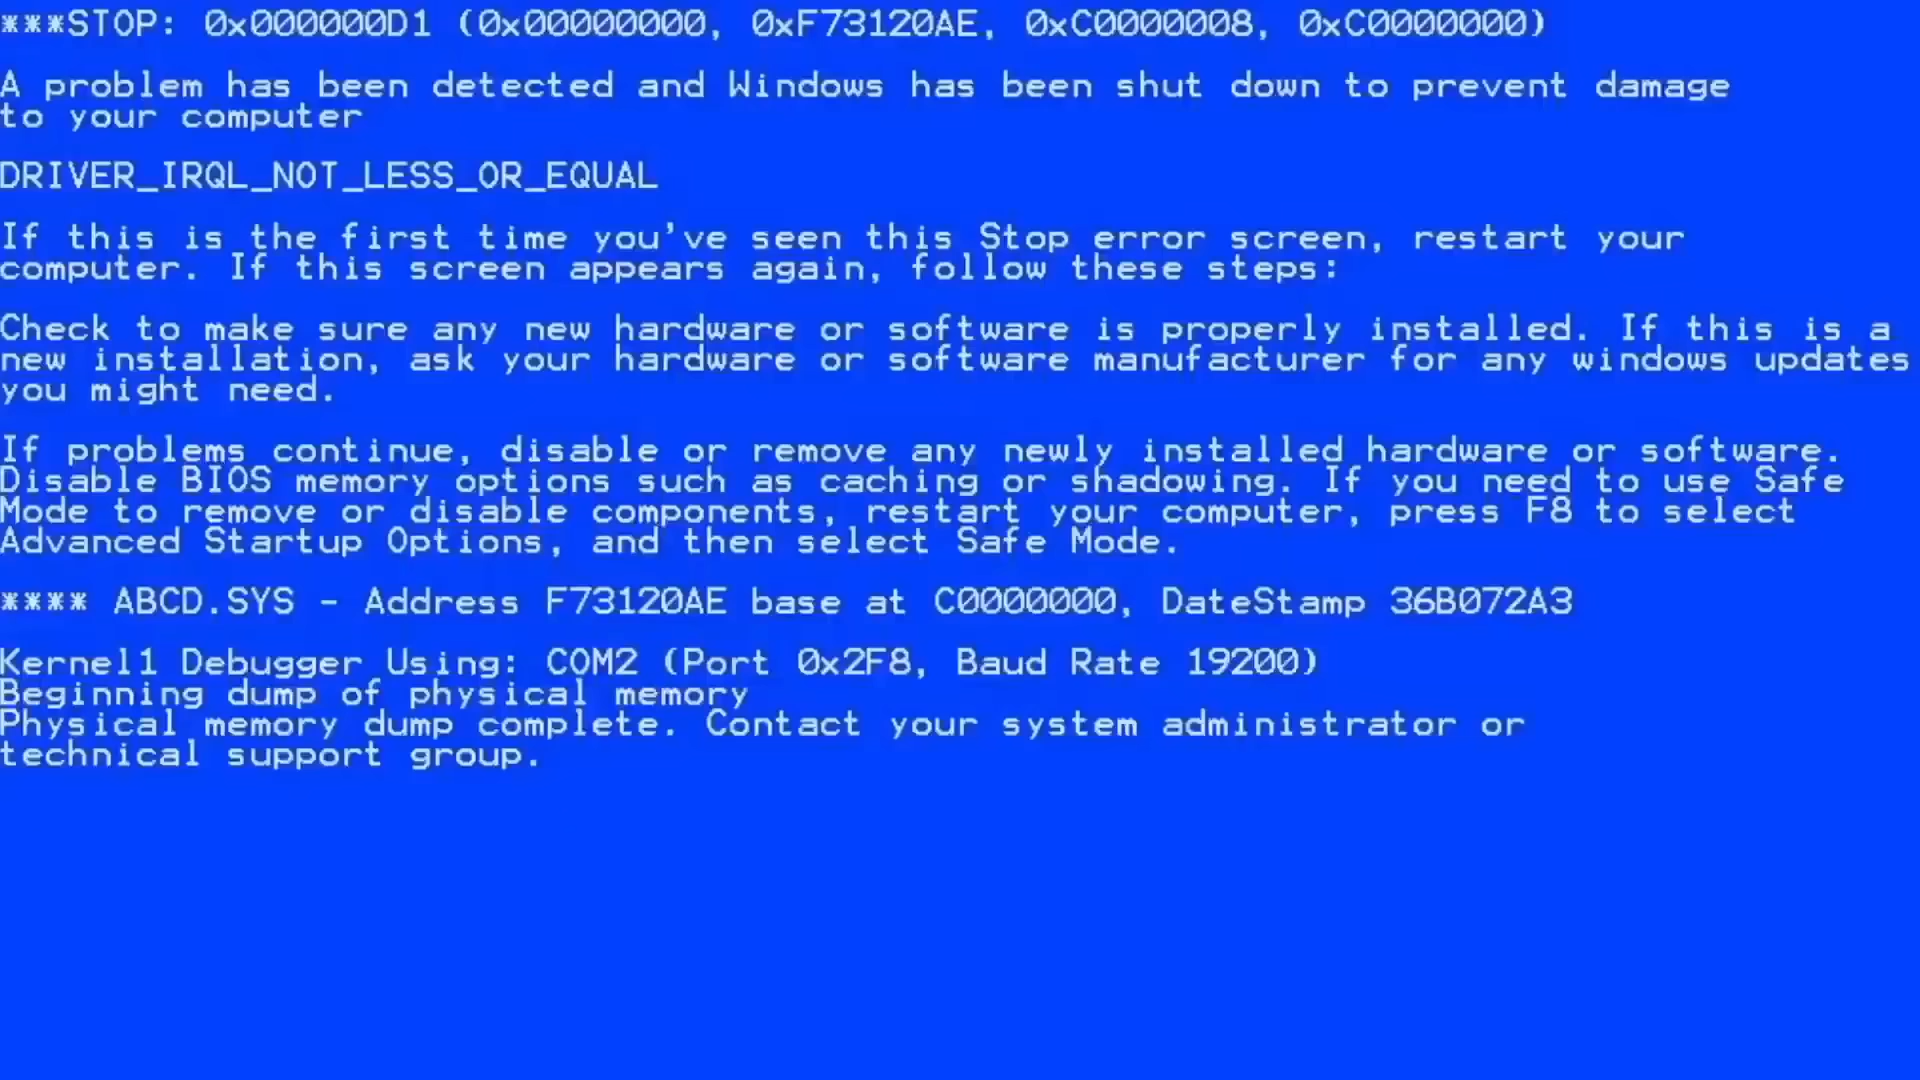 ***STOP: 0x000000D1 (0x00000000, 0xF73120AE, 0xC0000008, 0xC0000000)
A problem has been detected and Windows has been shut down to prevent damage
to your computer
DRIVER_IRQL_NOT_LESS_OR_EQUAL
If this is the first time you've seen this Stop error screen, restart your
computer. If this screen appears again, follow these steps:
Check to make sure any new hardware or software is properly installed. If this is a
new installation, ask your hardware or software manufacturer for any windows updates
you might need.
If problems continue, disable or remove any newly installed hardware or software.
Disable BIOS memory options such as caching or shadowing. If you need to use Safe
Mode to remove or disable components, restart your computer, press F8 to select
Advanced Startup Options, and then select Safe Mode.
**** ABCD.SYS - Address F73120AE base at C0000000, DateStamp 36B072A3
Kernel1 Debugger Using: COM2 (Port 0x2F8, Baud Rate 19200)
Beginning dump of physical memory
Physical memory dump complete. Contact your system administrator or
technical support group.